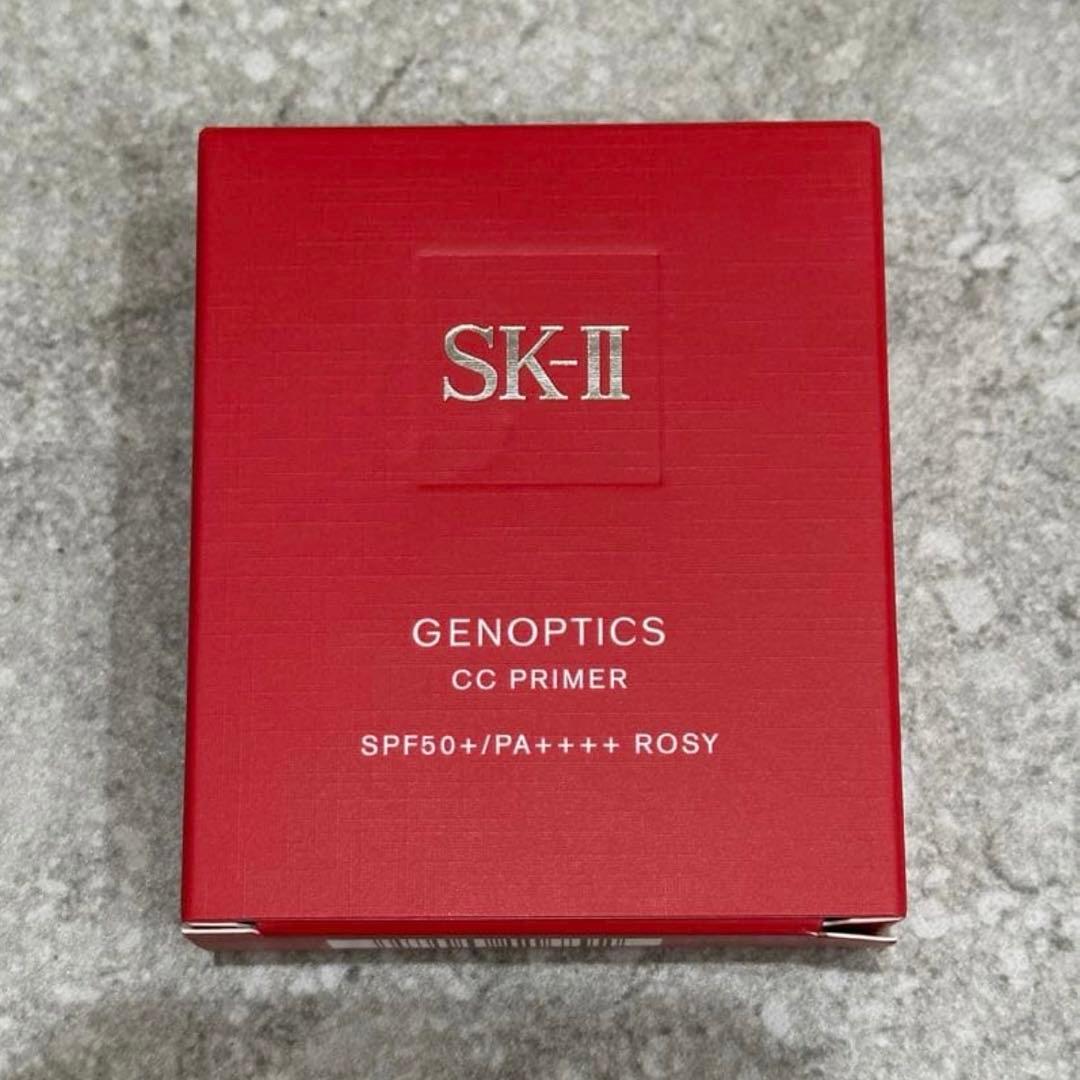 SK-II
GENOPTICS
CC PRIMER
SPF50+/PA++++ ROSY